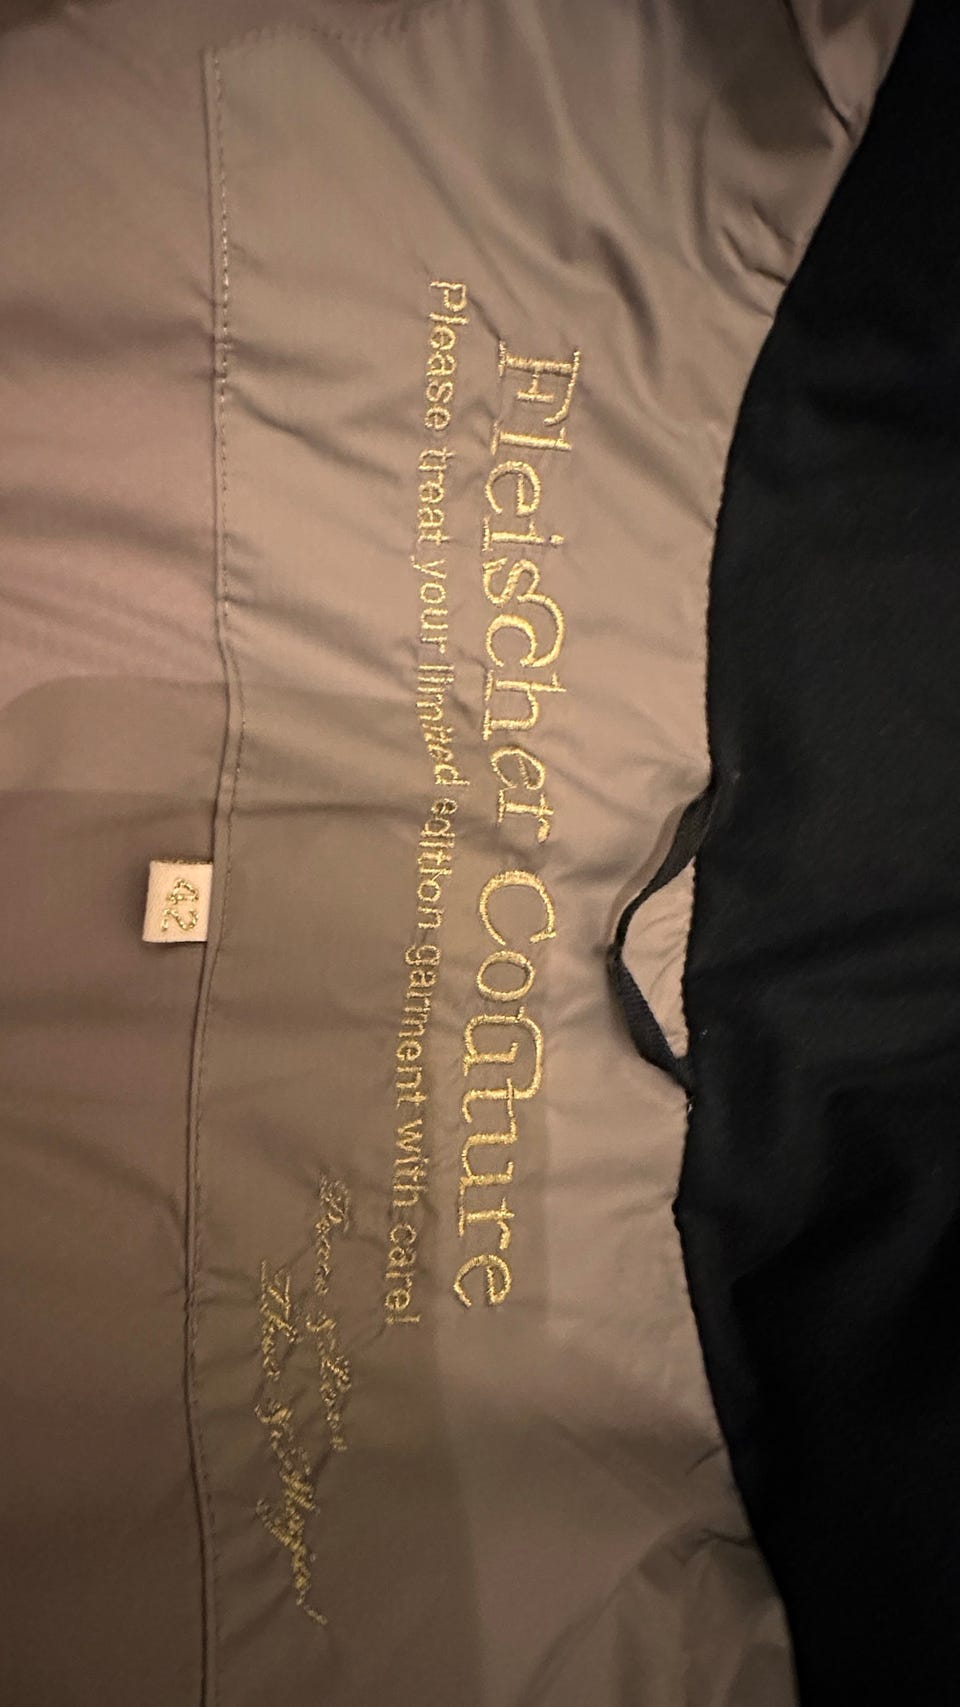 Fleischer Couture
Please treat your limited edition garment with care!
42